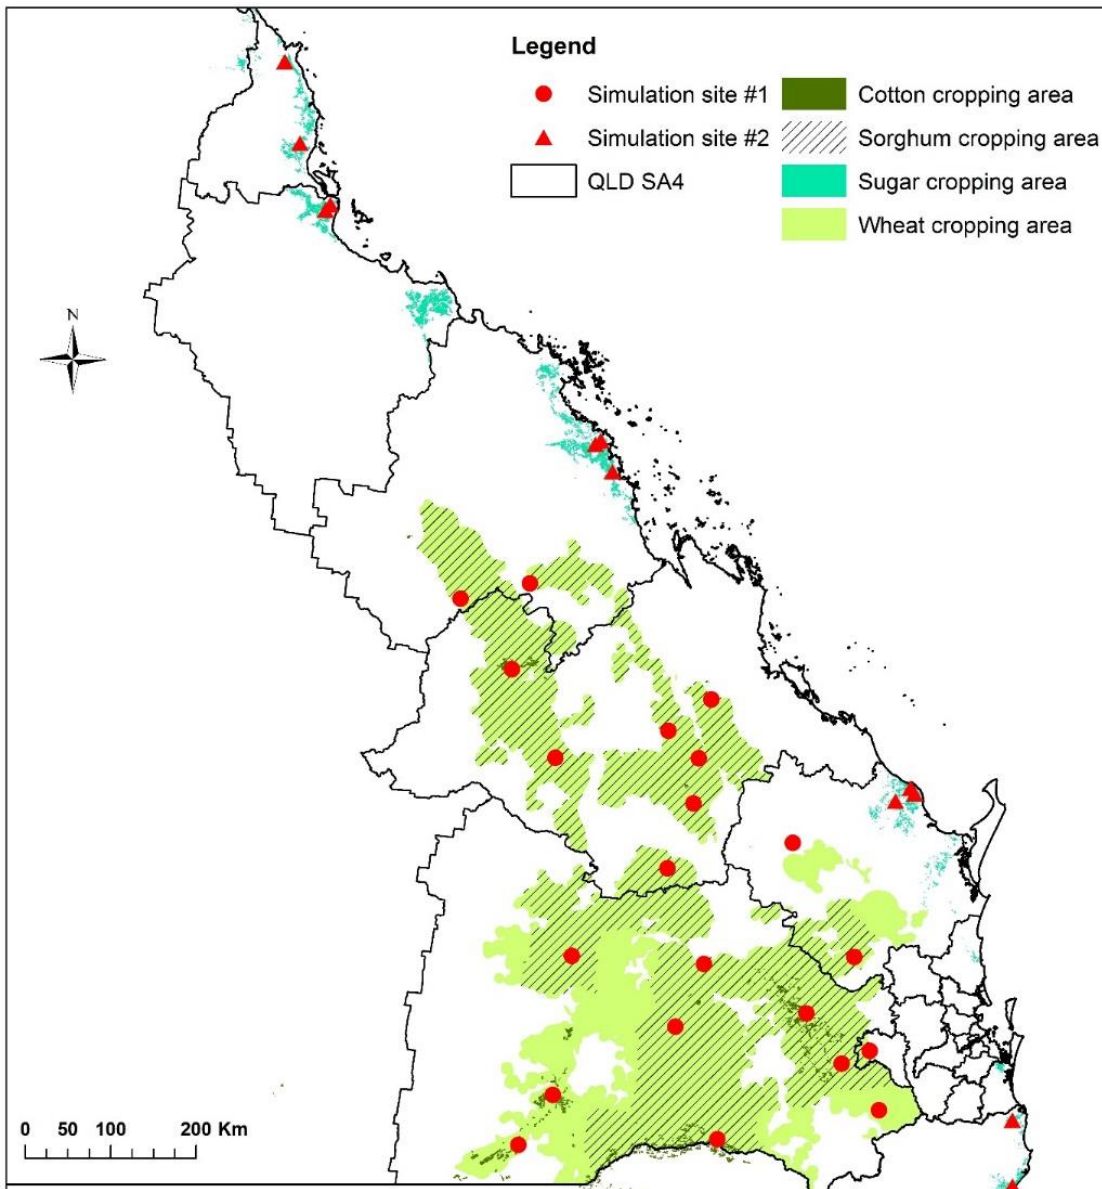 Legend
Simulation site #1
Simulation site #2
QLD SA4
Cotton cropping area
Sorghum cropping area
Sugar cropping area
Wheat cropping area
N
0 50 100 200 Km